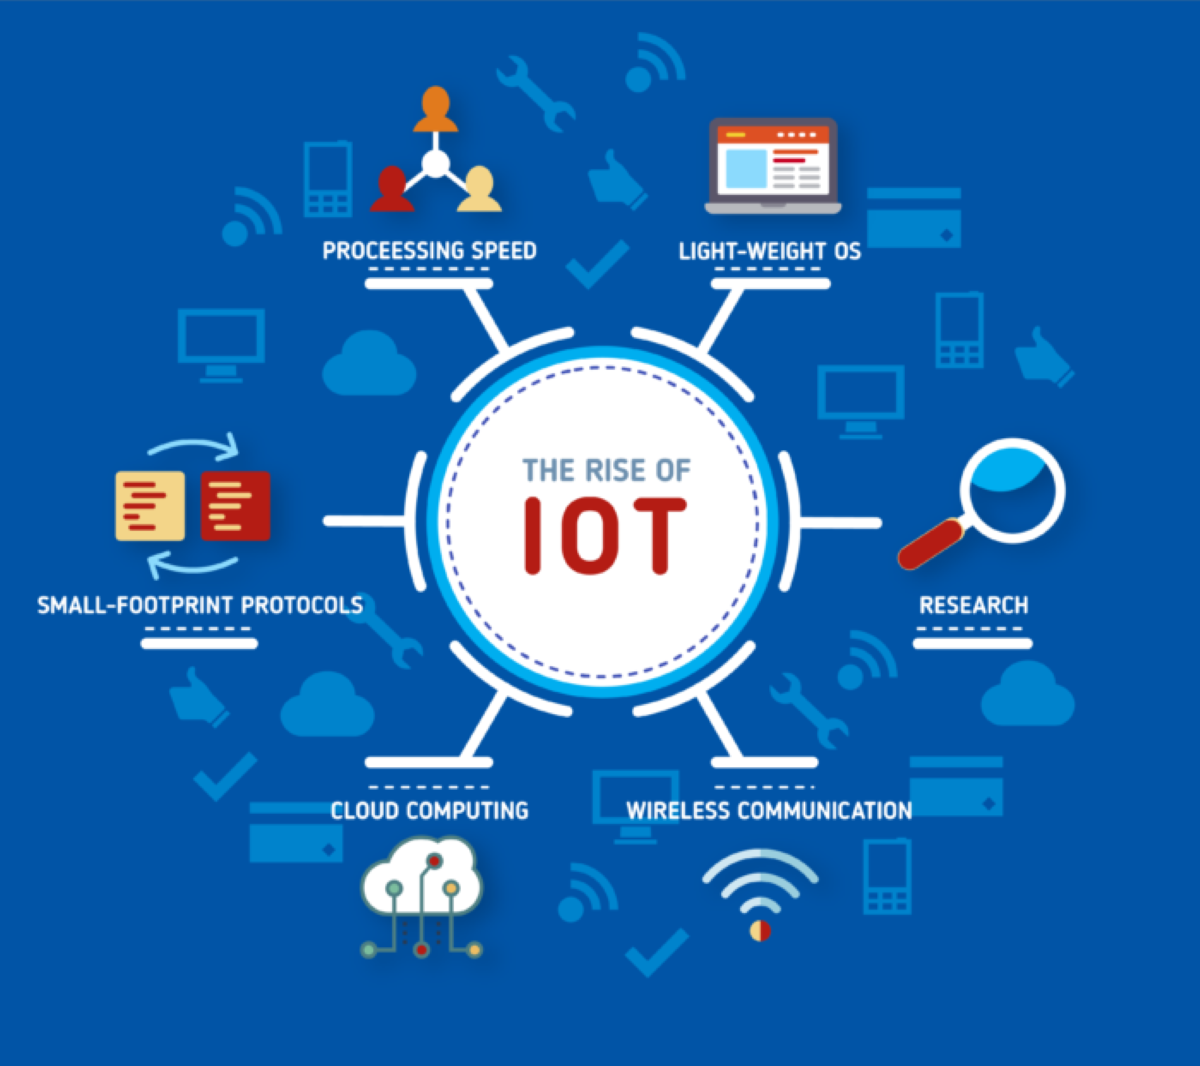 PROCEESSING SPEED
LIGHT-WEIGHT OS
THE RISE OF
IOT
SMALL-FOOTPRINT PROTOCOLS
RESEARCH
CLOUD COMPUTING
WIRELESS COMMUNICATION